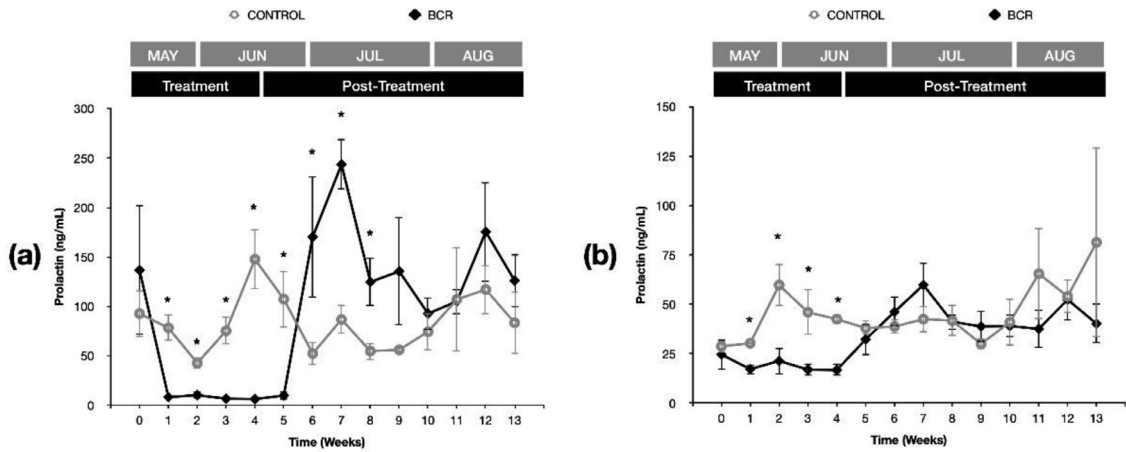 CONTROL BCR
MAY JUN JUL AUG
Treatment Post-Treatment
300
250
200
150
100
50
0
Prolactin (ng/mL)
* * * * * * * *
0 1 2 3 4 5 6 7 8 9 10 11 12 13
Time (Weeks)
(a)
CONTROL BCR
MAY JUN JUL AUG
Treatment Post-Treatment
150
125
100
75
50
25
0
Prolactin (ng/mL)
* * * *
0 1 2 3 4 5 6 7 8 9 10 11 12 13
Time (Weeks)
(b)